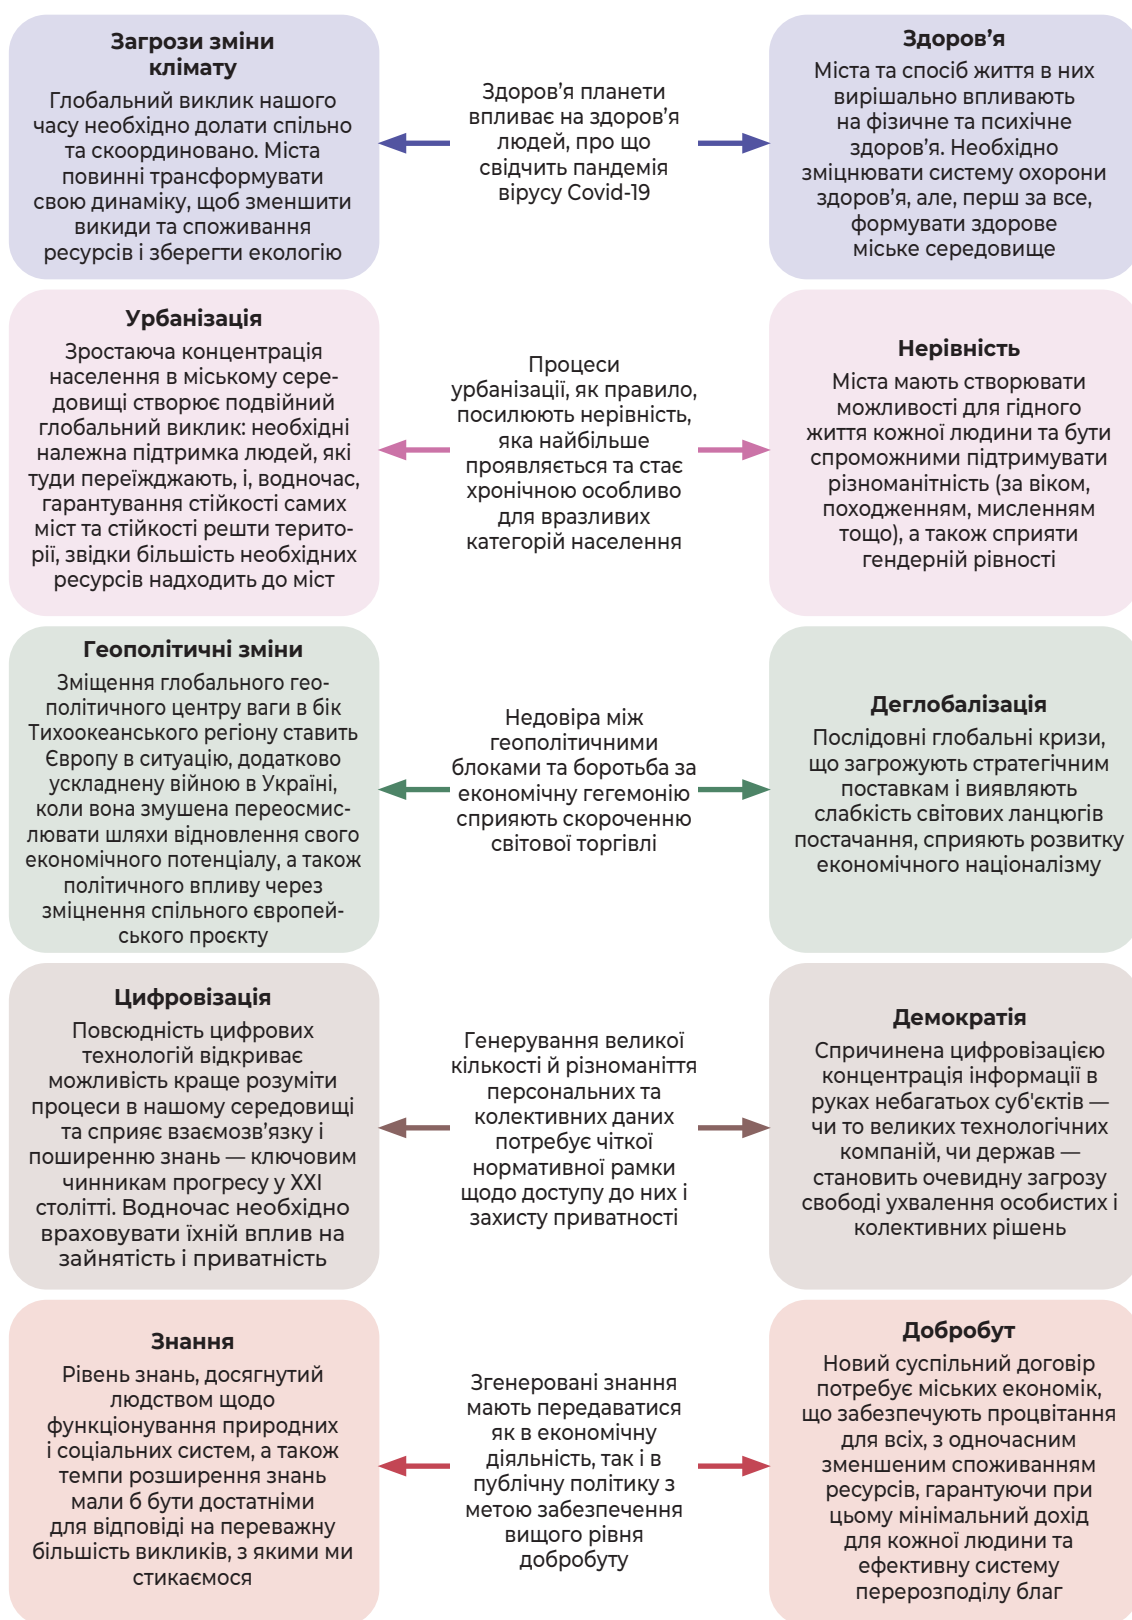 Загрози зміни
клімату
Глобальний виклик нашого
часу необхідно долати спільно
та скоординовано. Міста
повинні трансформувати
свою динаміку, щоб зменшити
викиди та споживання
ресурсів і зберегти екологію
Здоров’я планети
впливає на здоров’я
людей, про що
свідчить пандемія
вірусу Covid-19
Здоров’я
Міста та спосіб життя в них
вирішально впливають
на фізичне та психічне
здоров’я. Необхідно
зміцнювати систему охорони
здоров’я, але, перш за все,
формувати здорове
міське середовище
Урбанізація
Зростаюча концентрація
населення в міському сере-
довищі створює подвійний
глобальний виклик: необхідні
належна підтримка людей, які
туди переїжджають, і, водночас,
гарантування стійкості самих
міст та стійкості решти терито-
рії, звідки більшість необхідних
ресурсів надходить до міст
Процеси
урбанізації, як правило,
посилюють нерівність,
яка найбільше
проявляється та стає
хронічною особливо
для вразливих
категорій населення
Нерівність
Міста мають створювати
можливості для гідного
життя кожної людини та бути
спроможними підтримувати
різноманітність (за віком,
походженням, мисленням
тощо), а також сприяти
гендерній рівності
Геополітичні зміни
Зміщення глобального гео-
політичного центру ваги в бік
Тихоокеанського регіону ставить
Європу в ситуацію, додатково
ускладнену війною в Україні,
коли вона змушена переосмис-
лювати шляхи відновлення свого
економічного потенціалу, а також
політичного впливу через
зміцнення спільного європей-
ського проєкту
Недовіра між
геополітичними
блоками та боротьба за
економічну гегемонію
сприяють скороченню
світової торгівлі
Деглобалізація
Послідовні глобальні кризи,
що загрожують стратегічним
поставкам і виявляють
слабкість світових ланцюгів
постачання, сприяють розвитку
економічного націоналізму
Цифровізація
Повсюдність цифрових
технологій відкриває
можливість краще розуміти
процеси в нашому середовищі
та сприяє взаємозв’язку і
поширенню знань — ключовим
чинникам прогресу у XXI
столітті. Водночас необхідно
враховувати їхній вплив на
зайнятість і приватність
Генерування великої
кількості й різноманіття
персональних та
колективних даних
потребує чіткої
нормативної рамки
щодо доступу до них і
захисту приватності
Демократія
Спричинена цифровізацією
концентрація інформації в
руках небагатьох суб'єктів —
чи то великих технологічних
компаній, чи держав —
становить очевидну загрозу
свободі ухвалення особистих і
колективних рішень
Знання
Рівень знань, досягнутий
людством щодо
функціонування природних
і соціальних систем, а також
темпи розширення знань
мали б бути достатніми
для відповіді на переважну
більшість викликів, з якими ми
стикаємося
Згенеровані знання
мають передаватися
як в економічну
діяльність, так і в
публічну політику з
метою забезпечення
вищого рівня
добробуту
Добробут
Новий суспільний договір
потребує міських економік,
що забезпечують процвітання
для всіх, з одночасним
зменшеним споживанням
ресурсів, гарантуючи при
цьому мінімальний дохід
для кожної людини та
ефективну систему
перерозподілу благ